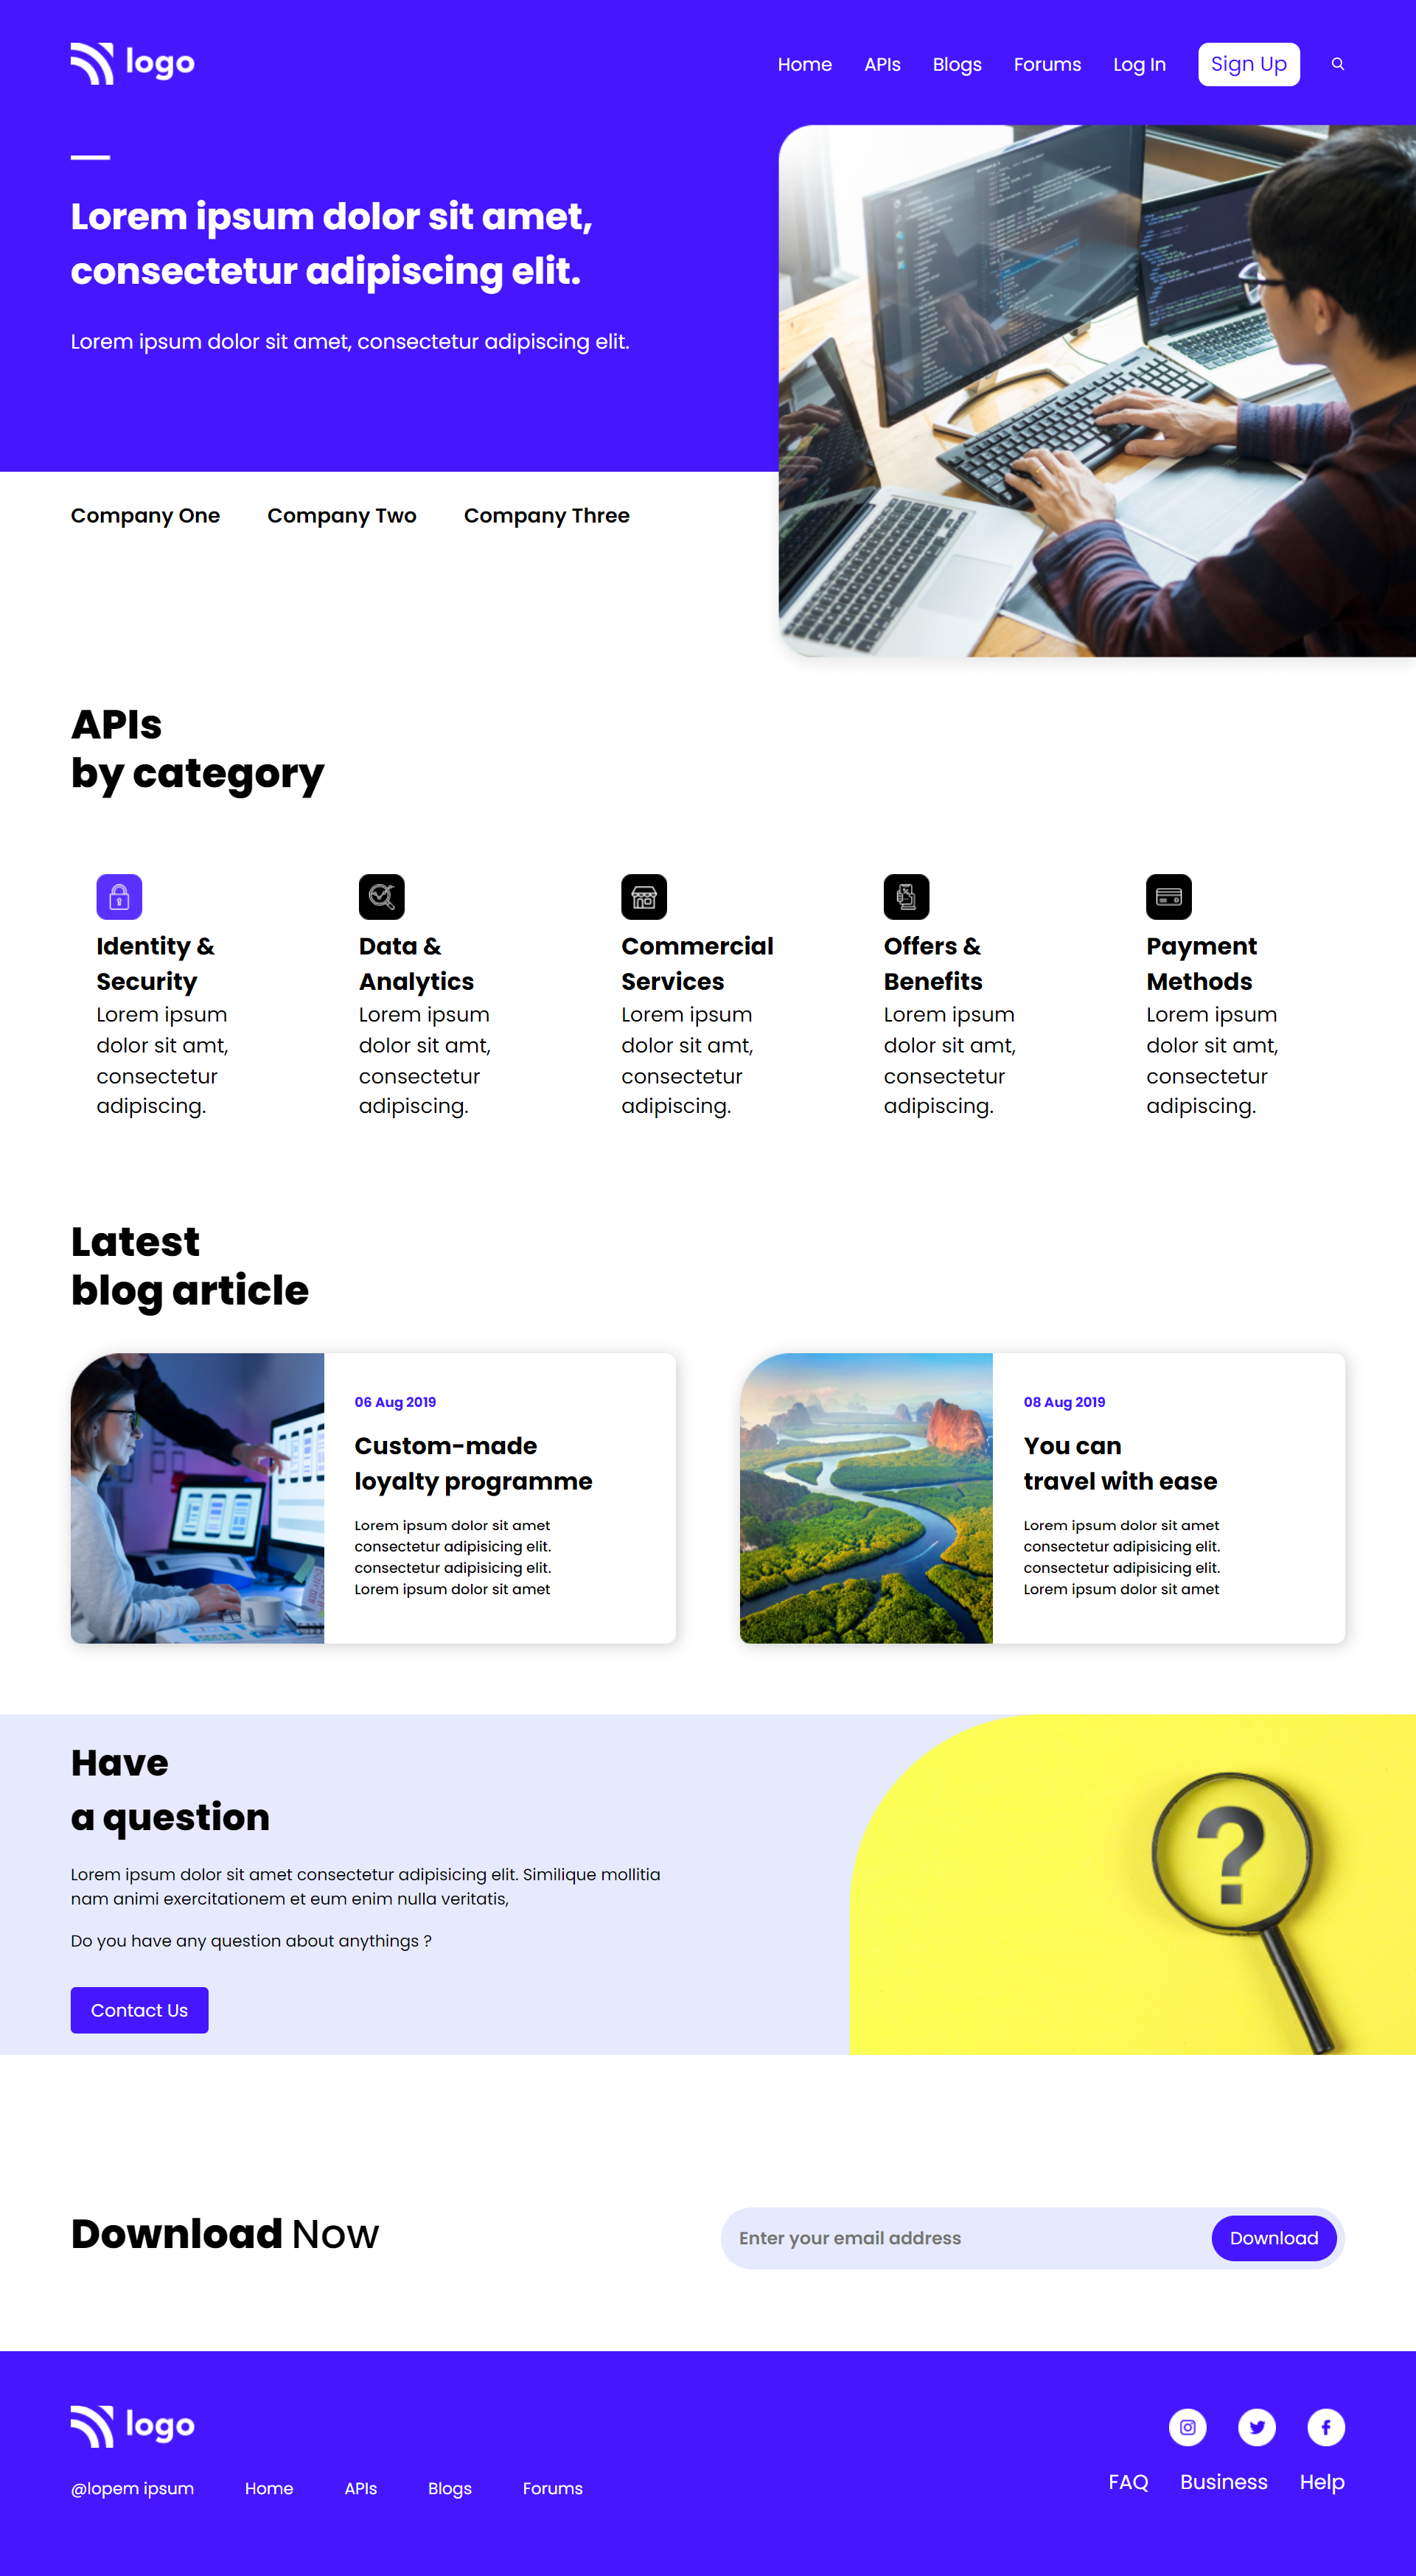 logo
Home APIs Blogs Forums Log In Sign Up
Lorem ipsum dolor sit amet,
consectetur adipiscing elit.
Lorem ipsum dolor sit amet, consectetur adipiscing elit.
Company One Company Two Company Three
APIs
by category
Identity &
Security
Lorem ipsum
dolor sit amt,
consectetur
adipiscing.
Data &
Analytics
Lorem ipsum
dolor sit amt,
consectetur
adipiscing.
Commercial
Services
Lorem ipsum
dolor sit amt,
consectetur
adipiscing.
Offers &
Benefits
Lorem ipsum
dolor sit amt,
consectetur
adipiscing.
Payment
Methods
Lorem ipsum
dolor sit amt,
consectetur
adipiscing.
Latest
blog article
06 Aug 2019
Custom-made
loyalty programme
Lorem ipsum dolor sit amet
consectetur adipisicing elit.
consectetur adipisicing elit.
Lorem ipsum dolor sit amet
08 Aug 2019
You can
travel with ease
Lorem ipsum dolor sit amet
consectetur adipisicing elit.
consectetur adipisicing elit.
Lorem ipsum dolor sit amet
Have
a question
Lorem ipsum dolor sit amet consectetur adipisicing elit. Similique mollitia
nam animi exercitationem et eum enim nulla veritatis,
Do you have any question about anythings ?
Contact Us
?
Download Now
Enter your email address
Download
logo
@lopem ipsum Home APIs Blogs Forums
FAQ Business Help